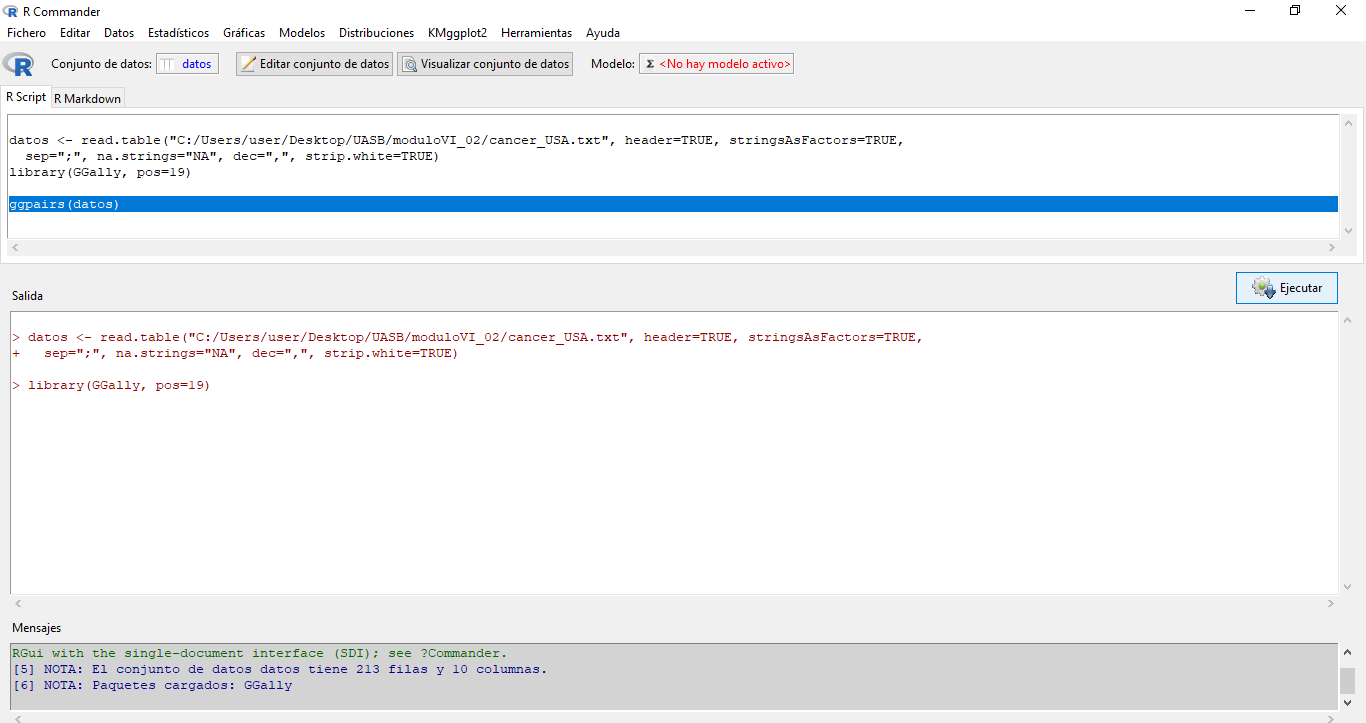 R Commander
Fichero Editar Datos Estadísticos Gráficas Modelos Distribuciones KMggplot2 Herramientas Ayuda
R Conjunto de datos: datos Editar conjunto de datos Visualizar conjunto de datos Modelo: Σ <No hay modelo activo>
R Script R Markdown
datos <- read.table("C:/Users/user/Desktop/UASB/moduloVI_02/cancer_USA.txt", header=TRUE, stringsAsFactors=TRUE,
  sep=";", na.strings="NA", dec=",", strip.white=TRUE)
library(GGally, pos=19)
ggpairs(datos)
Ejecutar
Salida
> datos <- read.table("C:/Users/user/Desktop/UASB/moduloVI_02/cancer_USA.txt", header=TRUE, stringsAsFactors=TRUE,
+   sep=";", na.strings="NA", dec=",", strip.white=TRUE)
> library(GGally, pos=19)
Mensajes
RGui with the single-document interface (SDI); see ?Commander.
[5] NOTA: El conjunto de datos datos tiene 213 filas y 10 columnas.
[6] NOTA: Paquetes cargados: GGally